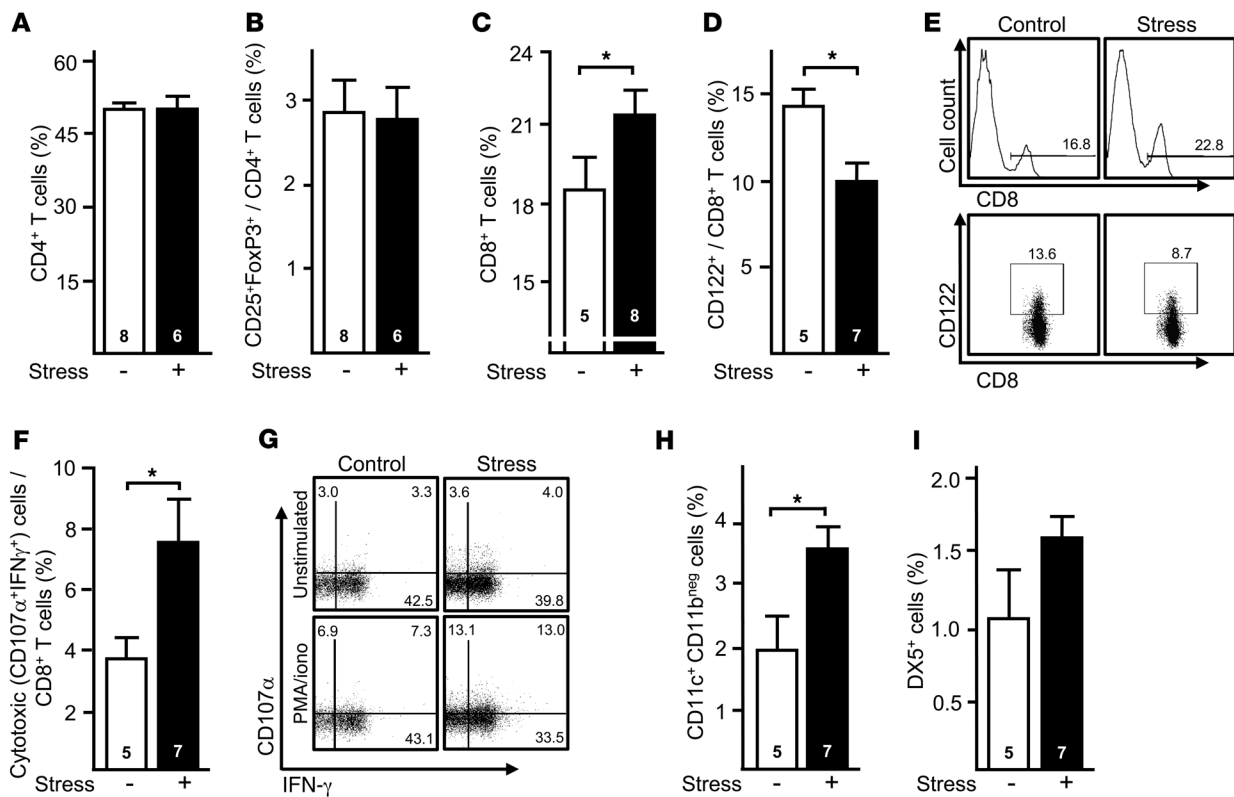 A
CD4⁺ T cells (%)
60
45
30
15
8
6
Stress - +
B
CD25⁺FoxP3⁺ / CD4⁺ T cells (%)
3
2
1
8
6
Stress - +
C
CD8⁺ T cells (%)
24
21
18
15
*
5
8
Stress - +
D
CD122⁺ / CD8⁺ T cells (%)
15
10
5
*
5
7
Stress - +
E
Control Stress
Cell count
16.8 22.8
CD8
CD122
13.6 8.7
CD8
F
Cytotoxic (CD107α⁺IFNγ⁺) cells /
CD8⁺ T cells (%)
10
8
6
4
2
*
5
7
Stress - +
G
Control Stress
Unstimulated
3.0 3.3 3.6 4.0
42.5 39.8
PMA/iono
6.9 7.3 13.1 13.0
43.1 33.5
CD107α
IFN-γ
H
CD11c⁺ CD11bⁿᵉᵍ cells (%)
4
3
2
1
*
5
7
Stress - +
I
DX5⁺ cells (%)
2.0
1.5
1.0
0.5
5
7
Stress - +